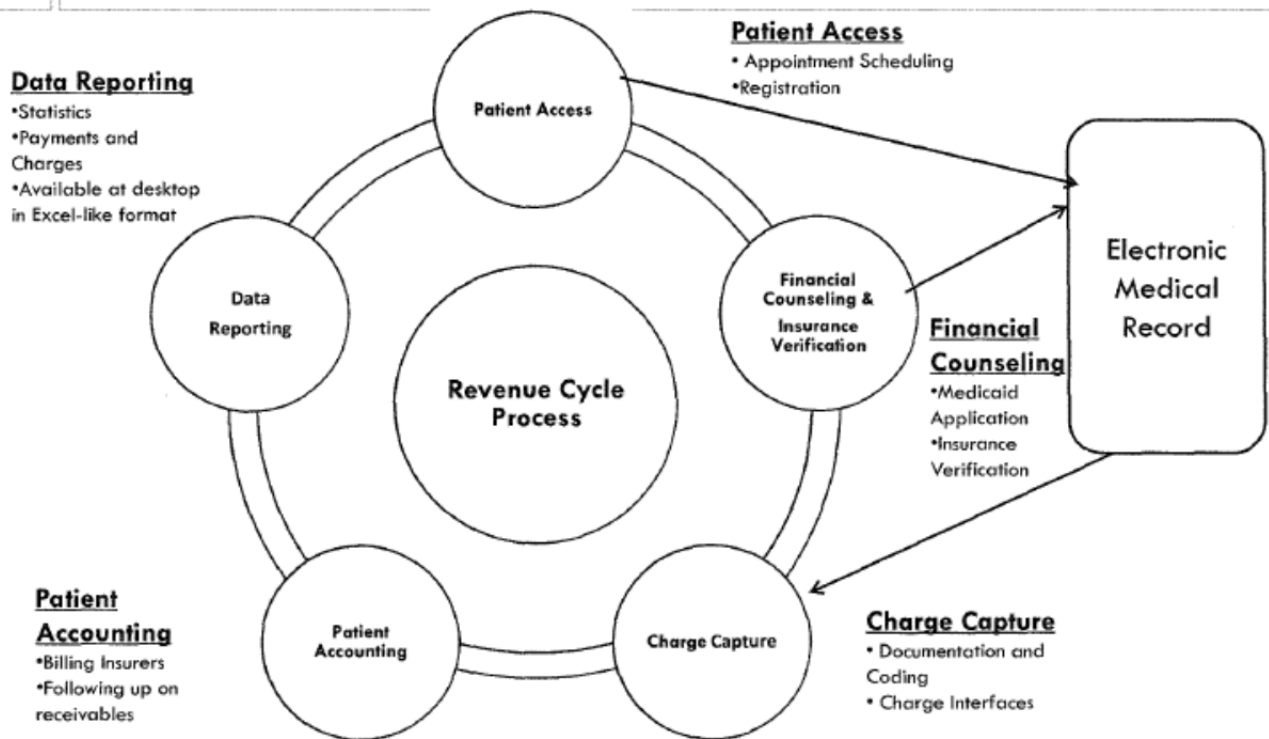 Patient Access
• Appointment Scheduling
•Registration
Data Reporting
•Statistics
•Payments and
Charges
•Available at desktop
in Excel-like format
Patient Access
Data
Reporting
Financial
Counseling &
Insurance
Verification
Electronic
Medical
Record
Revenue Cycle
Process
Financial
Counseling
•Medicaid
Application
•Insurance
Verification
Patient
Accounting
•Billing Insurers
•Following up on
receivables
Patient
Accounting
Charge Capture
Charge Capture
• Documentation and
Coding
• Charge Interfaces